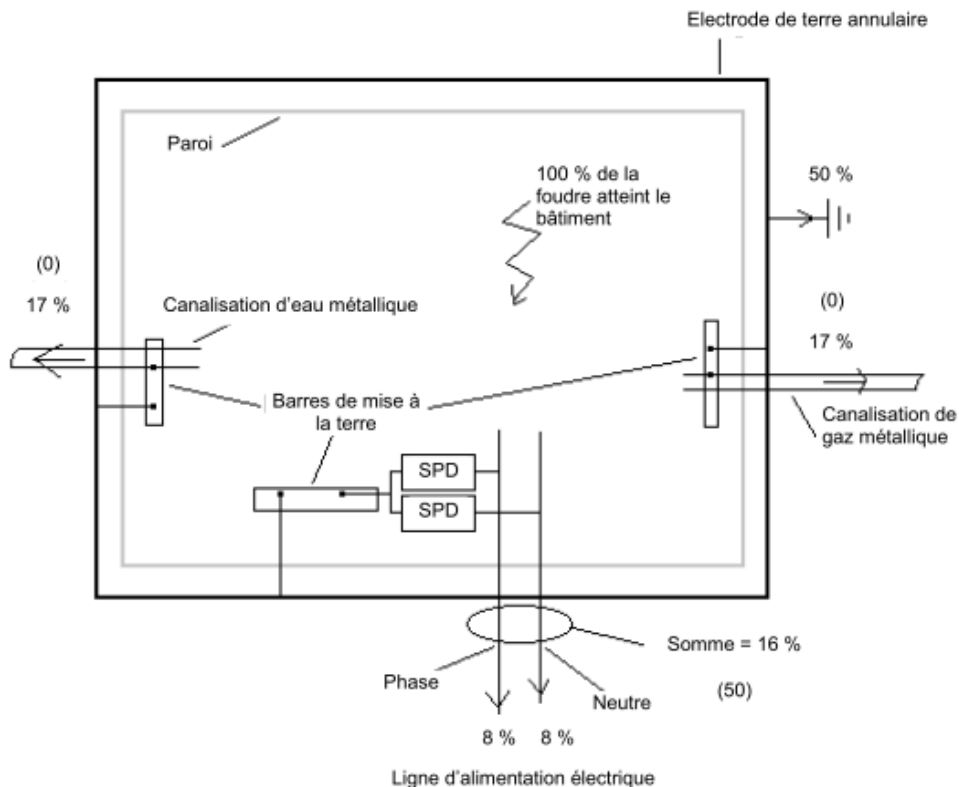 Electrode de terre annulaire
Paroi
100 % de la
foudre atteint le
bâtiment
50 %
(0)
17 %
Canalisation d'eau métallique
(0)
17 %
Barres de mise à
la terre
Canalisation de
gaz métallique
SPD
SPD
Somme = 16 %
Phase
Neutre
(50)
8 % 8 %
Ligne d'alimentation électrique